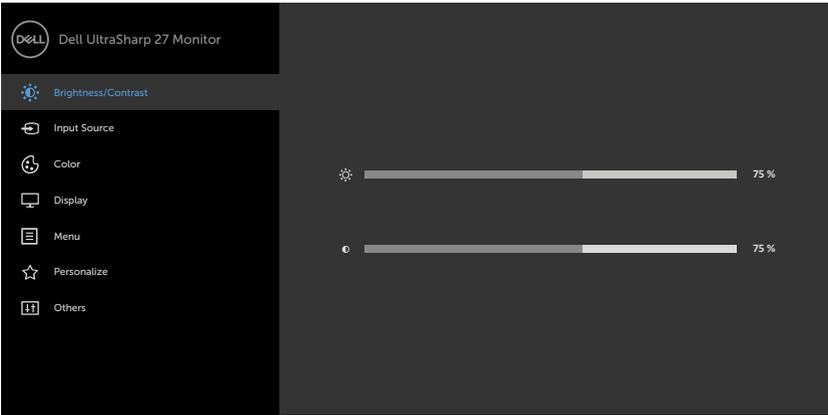 DELL
Dell UltraSharp 27 Monitor
Brightness/Contrast
Input Source
Color
Display
Menu
Personalize
Others
75%
75%